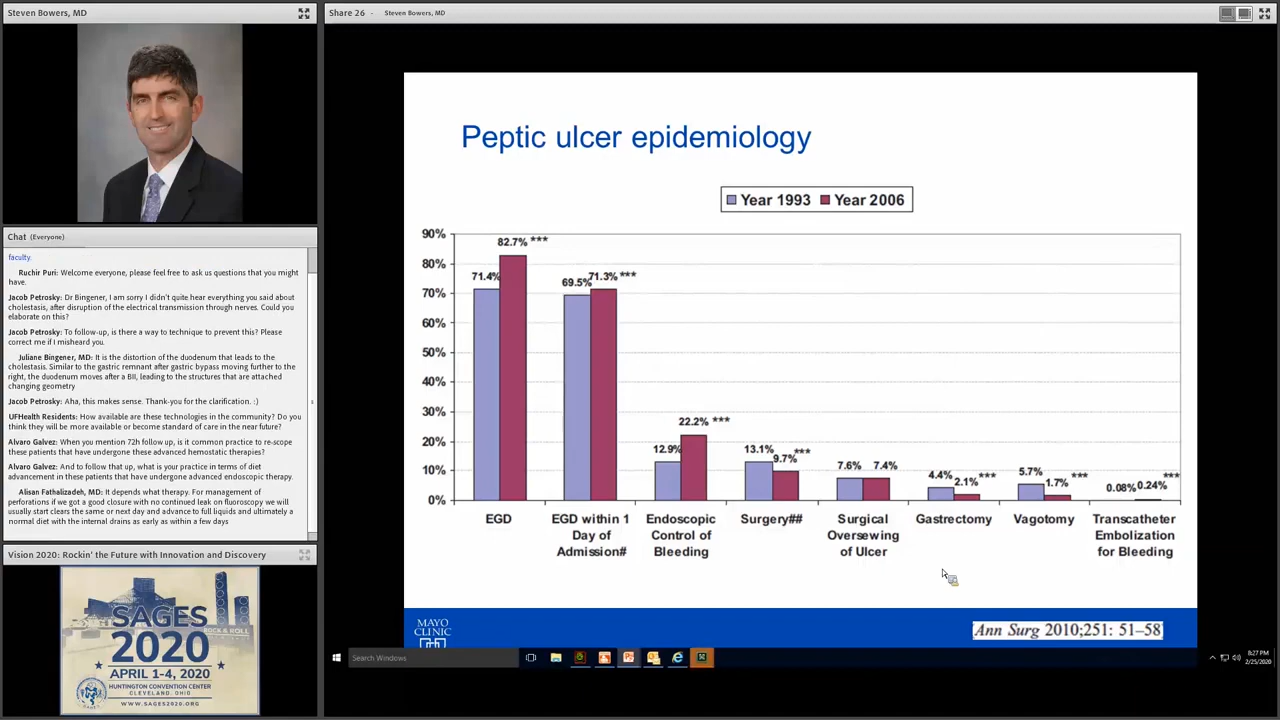 Steven Bowers, MD
Share 26 - Steven Bowers, MD
Chat (Everyone)
faculty.
Ruchir Puri: Welcome everyone, please feel free to ask us questions that you might
have.
Jacob Petrosky: Dr Bingener, I am sorry I didn't quite hear everything you said about
cholestasis, after disruption of the electrical transmission through nerves. Could you
elaborate on this?
Jacob Petrosky: To follow-up, is there a way to technique to prevent this? Please
correct me if I misheard you.
Juliane Bingener, MD: It is the distortion of the duodenum that leads to the
cholestasis. Similar to the gastric remnant after gastric bypass moving further to the
right, the duodenum moves after a BII, leading to the structures that are attached
changing geometry
Jacob Petrosky: Aha, this makes sense. Thank-you for the clarification. :)
UFHealth Residents: How available are these technologies in the community? Do you
think they will be more available or become standard of care in the near future?
Alvaro Galvez: When you mention 72h follow up, is it common practice to re-scope
these patients that have undergone these advanced hemostatic therapies?
Alvaro Galvez: And to follow that up, what is your practice in terms of diet
advancement in these patients that have undergone advanced endoscopic therapy.
Alisan Fathalizadeh, MD: It depends what therapy. For management of
perforations if we got a good closure with no continued leak on fluoroscopy we will
usually start clears the same or next day and advance to full liquids and ultimately a
normal diet with the internal drains as early as within a few days
Vision 2020: Rockin' the Future with Innovation and Discovery
SAGES
ROCK & ROLL
2020
APRIL 1-4, 2020
HUNTINGTON CONVENTION CENTER
CLEVELAND, OHIO
WWW.SAGES2020.ORG
Peptic ulcer epidemiology
Year 1993 Year 2006
90%
80%
70%
60%
50%
40%
30%
20%
10%
0%
71.4% 82.7% ***
69.5% 71.3% ***
12.9% 22.2% ***
13.1% 9.7% ***
7.6% 7.4%
4.4% 2.1% ***
5.7% 1.7% ***
0.08% 0.24% ***
EGD
EGD within 1
Day of
Admission#
Endoscopic
Control of
Bleeding
Surgery##
Surgical
Oversewing
of Ulcer
Gastrectomy
Vagotomy
Transcatheter
Embolization
for Bleeding
MAYO
CLINIC
Ann Surg 2010;251: 51–58
Search Windows
8:27 PM
2/25/2020